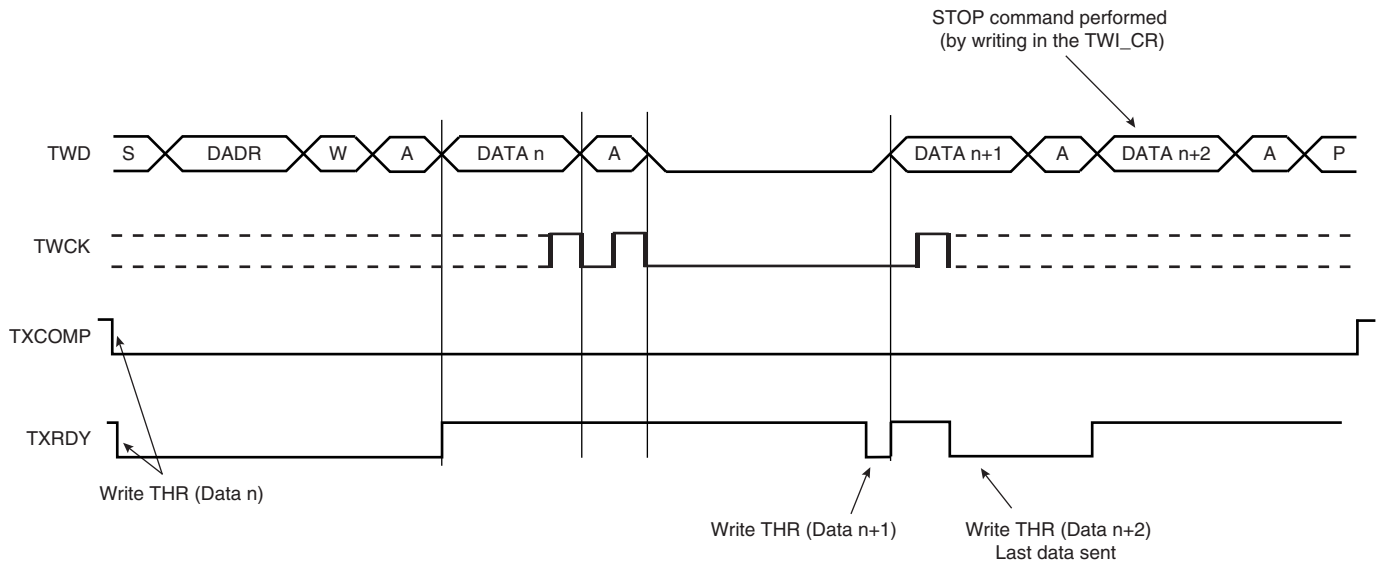 STOP command performed
(by writing in the TWI_CR)
TWD S DADR W A DATA n A DATA n+1 A DATA n+2 A P
TWCK
TXCOMP
TXRDY
Write THR (Data n)
Write THR (Data n+1) Write THR (Data n+2)
Last data sent